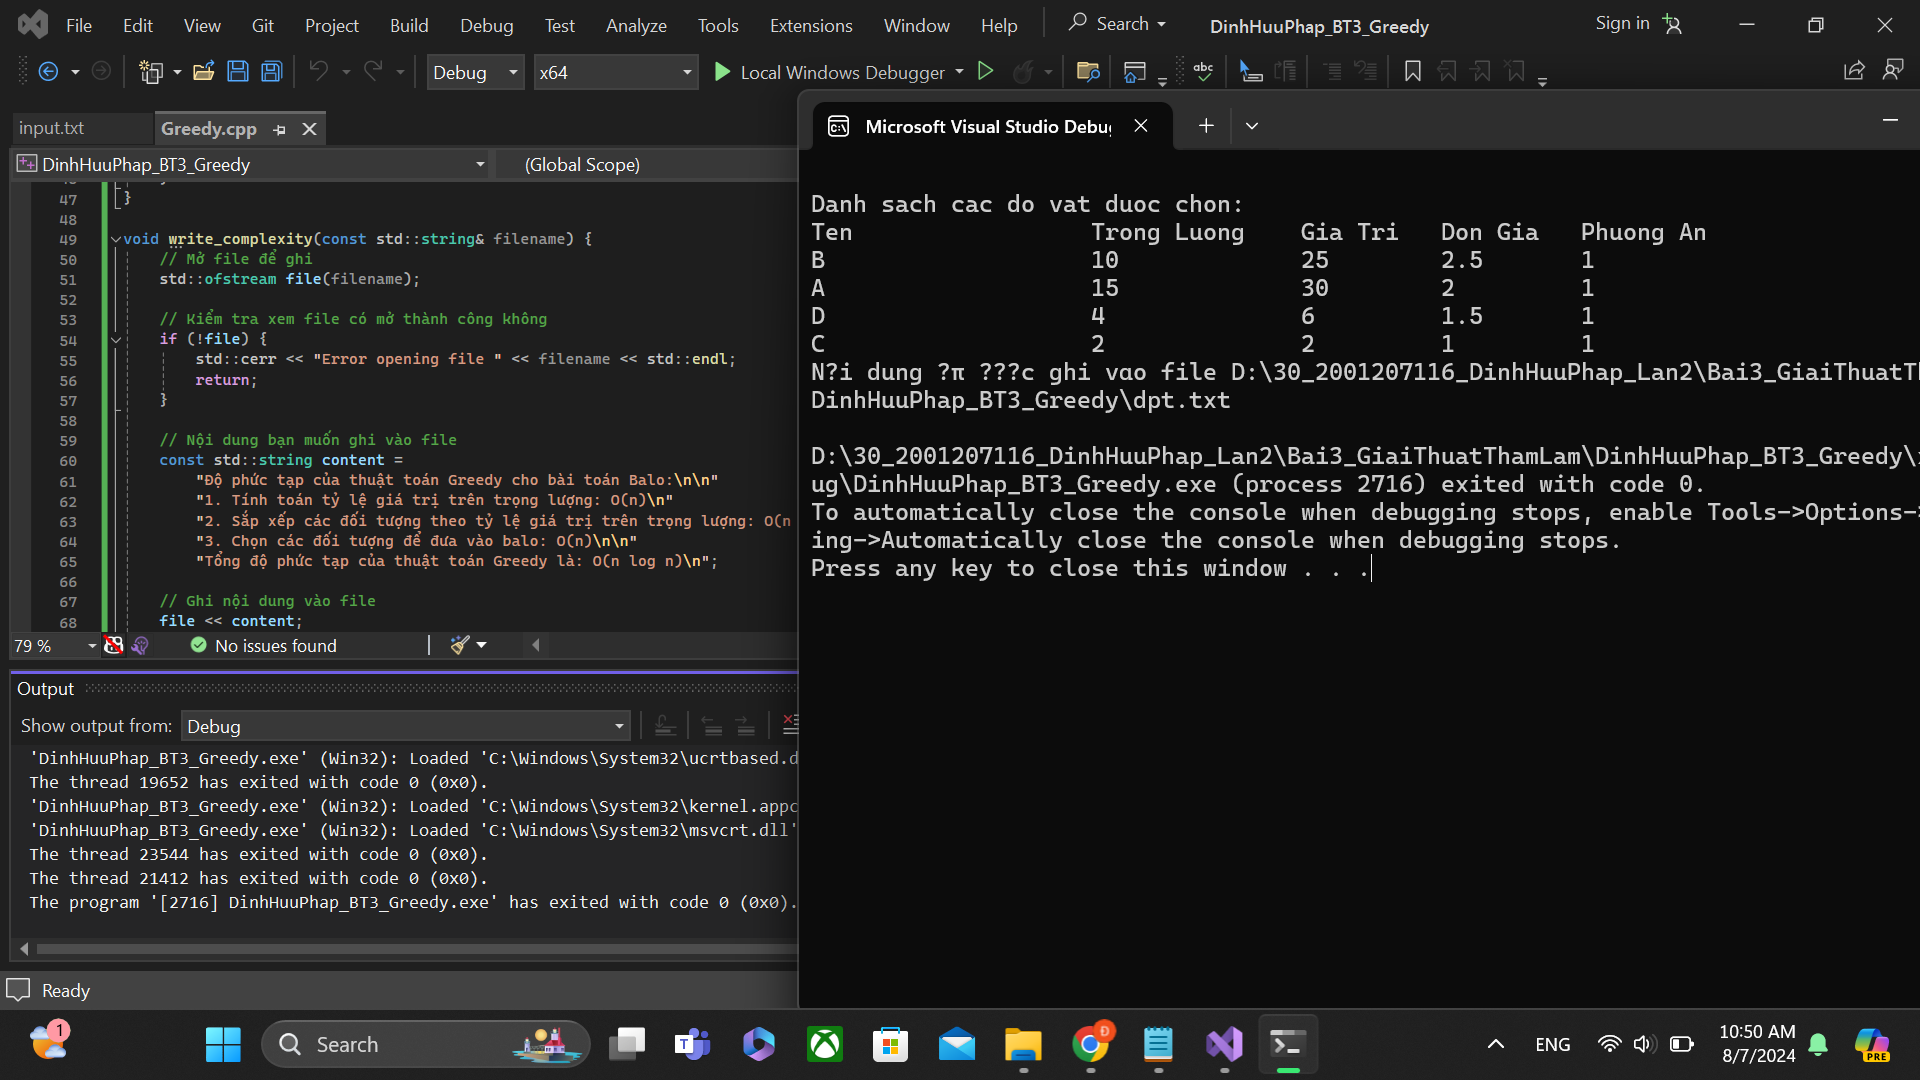 File Edit View Git Project Build Debug Test Analyze Tools Extensions Window Help Search DinhHuuPhap_BT3_Greedy Sign in
Debug x64 Local Windows Debugger
input.txt Greedy.cpp
DinhHuuPhap_BT3_Greedy (Global Scope)
47 }
48
49 void write_complexity(const std::string& filename) {
50 // Mở file để ghi
51 std::ofstream file(filename);
52
53 // Kiểm tra xem file có mở thành công không
54 if (!file) {
55 std::cerr << "Error opening file " << filename << std::endl;
56 return;
57 }
58
59 // Nội dung bạn muốn ghi vào file
60 const std::string content =
61 "Độ phức tạp của thuật toán Greedy cho bài toán Balo:\n\n"
62 "1. Tính toán tỷ lệ giá trị trên trọng lượng: O(n)\n"
63 "2. Sắp xếp các đối tượng theo tỷ lệ giá trị trên trọng lượng: O(n
64 "3. Chọn các đối tượng để đưa vào balo: O(n)\n\n"
65 "Tổng độ phức tạp của thuật toán Greedy là: O(n log n)\n";
66
67 // Ghi nội dung vào file
68 file << content;
79 % No issues found
Output
Show output from: Debug
'DinhHuuPhap_BT3_Greedy.exe' (Win32): Loaded 'C:\Windows\System32\ucrtbased.d
The thread 19652 has exited with code 0 (0x0).
'DinhHuuPhap_BT3_Greedy.exe' (Win32): Loaded 'C:\Windows\System32\kernel.appc
'DinhHuuPhap_BT3_Greedy.exe' (Win32): Loaded 'C:\Windows\System32\msvcrt.dll'
The thread 23544 has exited with code 0 (0x0).
The thread 21412 has exited with code 0 (0x0).
The program '[2716] DinhHuuPhap_BT3_Greedy.exe' has exited with code 0 (0x0).
Ready
Microsoft Visual Studio Debug
Danh sach cac do vat duoc chon:
Ten Trong Luong Gia Tri Don Gia Phuong An
B 10 25 2.5 1
A 15 30 2 1
D 4 6 1.5 1
C 2 2 1 1
N?i dung ?π ???c ghi vαo file D:\30_2001207116_DinhHuuPhap_Lan2\Bai3_GiaiThuatTh
DinhHuuPhap_BT3_Greedy\dpt.txt
D:\30_2001207116_DinhHuuPhap_Lan2\Bai3_GiaiThuatThamLam\DinhHuuPhap_BT3_Greedy\
ug\DinhHuuPhap_BT3_Greedy.exe (process 2716) exited with code 0.
To automatically close the console when debugging stops, enable Tools->Options->
ing->Automatically close the console when debugging stops.
Press any key to close this window . . .
1 Search ENG 10:50 AM
8/7/2024
PRE